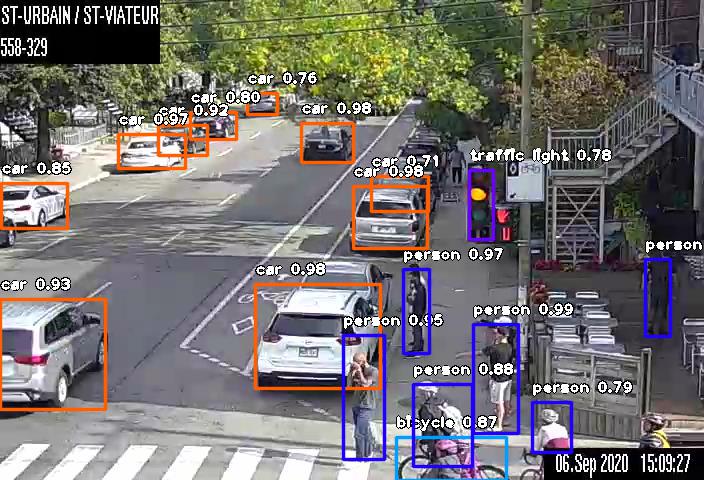 ST-URBAIN / ST-VIATEUR
558-329
car 0.76
car 0.80
car 0.92
car 0.97
car 0.98
car 0.71
traffic light 0.78
car 0.85
car 0.98
person 0.97
person
car 0.98
car 0.93
person 0.95
person 0.99
person 0.88
person 0.79
bicycle 0.87
06.Sep 2020 15:09:27